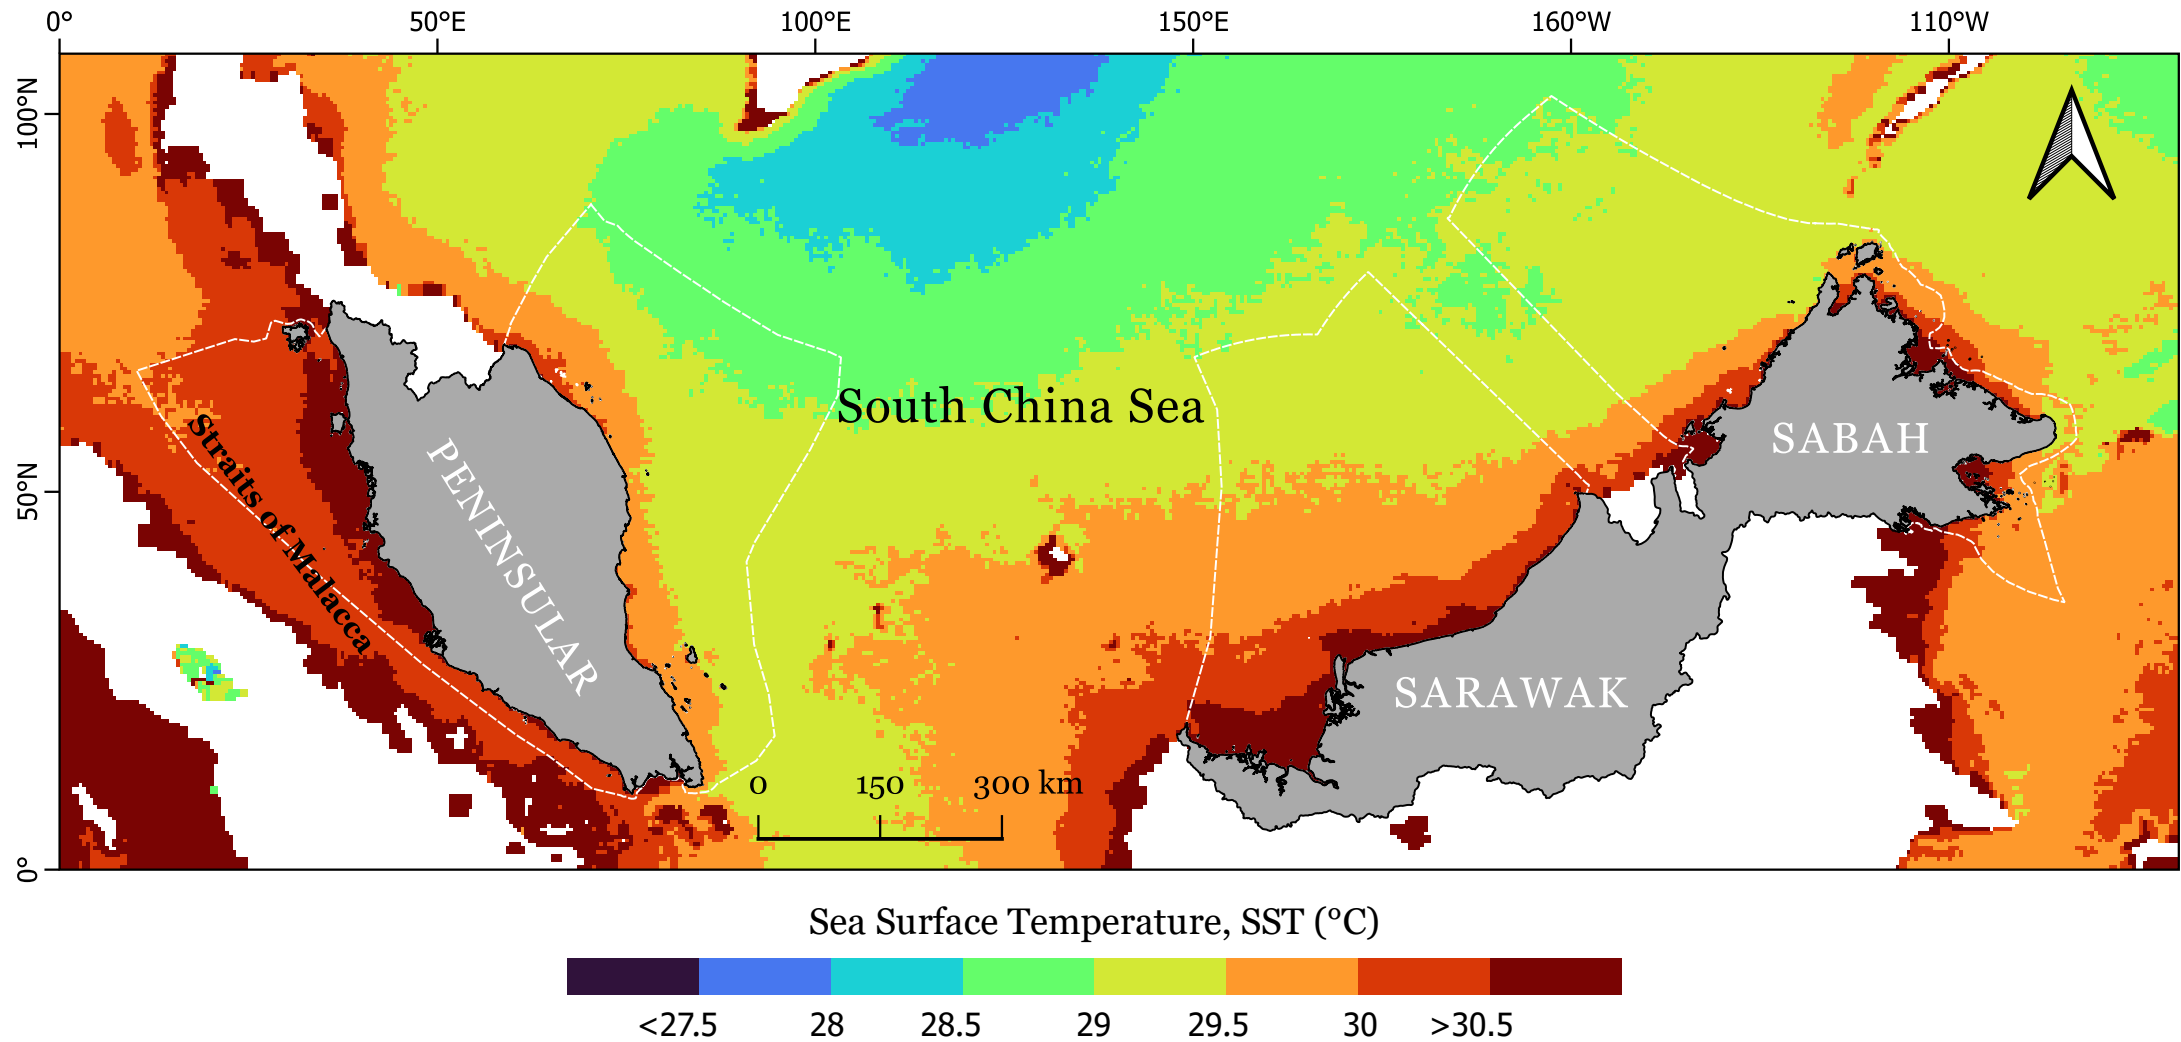 0° 50°E 100°E 150°E 160°W 110°W
100°N
50°N
0°
South China Sea
Straits of Malacca
PENINSULAR
SABAH
SARAWAK
0 150 300 km
Sea Surface Temperature, SST (°C)
<27.5 28 28.5 29 29.5 30 >30.5